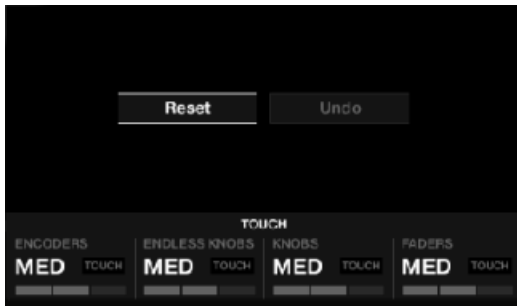 Reset Undo
TOUCH
ENCODERS ENDLESS KNOBS KNOBS FADERS
MED TOUCH MED TOUCH MED TOUCH MED TOUCH